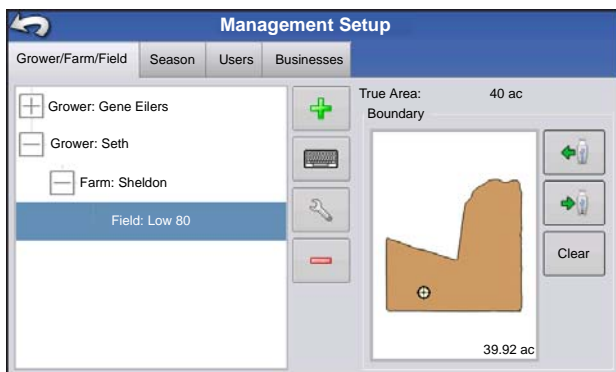 Management Setup
Grower/Farm/Field Season Users Businesses
Grower: Gene Eilers
Grower: Seth
Farm: Sheldon
Field: Low 80
True Area: 40 ac
Boundary
Clear
39.92 ac